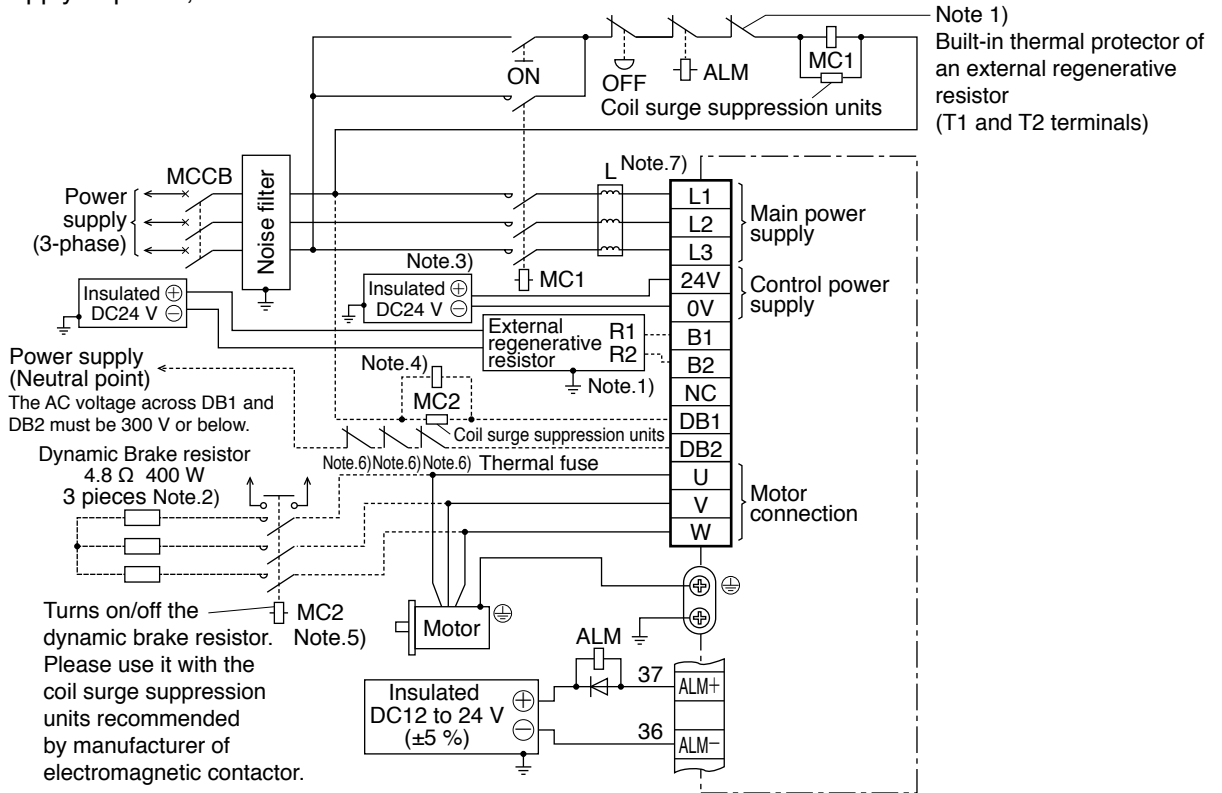 Note 1)
Built-in thermal protector of
an external regenerative
resistor
(T1 and T2 terminals)
ON
OFF
ALM
MC1
Coil surge suppression units
MCCB
Power
supply
(3-phase)
Noise filter
L
Note.7)
L1
L2
L3
Main power
supply
MC1
Note.3)
Insulated ⊕
DC24 V ⊖
Insulated ⊕
DC24 V ⊖
24V
0V
Control power
supply
External
regenerative
resistor
R1
R2
Note.1)
B1
B2
NC
DB1
DB2
Power supply
(Neutral point)
The AC voltage across DB1 and
DB2 must be 300 V or below.
Note.4)
MC2
Coil surge suppression units
Note.6)
Note.6)
Note.6)
Thermal fuse
Dynamic Brake resistor
4.8 Ω 400 W
3 pieces Note.2)
U
V
W
Motor
connection
Turns on/off the
dynamic brake resistor.
Please use it with the
coil surge suppression
units recommended
by manufacturer of
electromagnetic contactor.
MC2
Note.5)
Motor
ALM
Insulated
DC12 to 24 V
(±5 %)
⊕
⊖
37
ALM+
36
ALM−